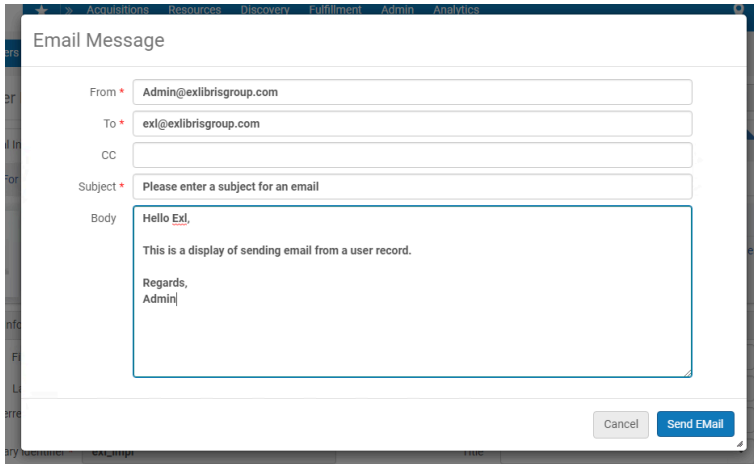 Acquisitions Resources Discovery Fulfillment Admin Analytics
Email Message
From * Admin@exlibrisgroup.com
To * exl@exlibrisgroup.com
CC
Subject * Please enter a subject for an email
Body Hello Exl,
This is a display of sending email from a user record.
Regards,
Admin
Cancel Send EMail
exl_impl Title